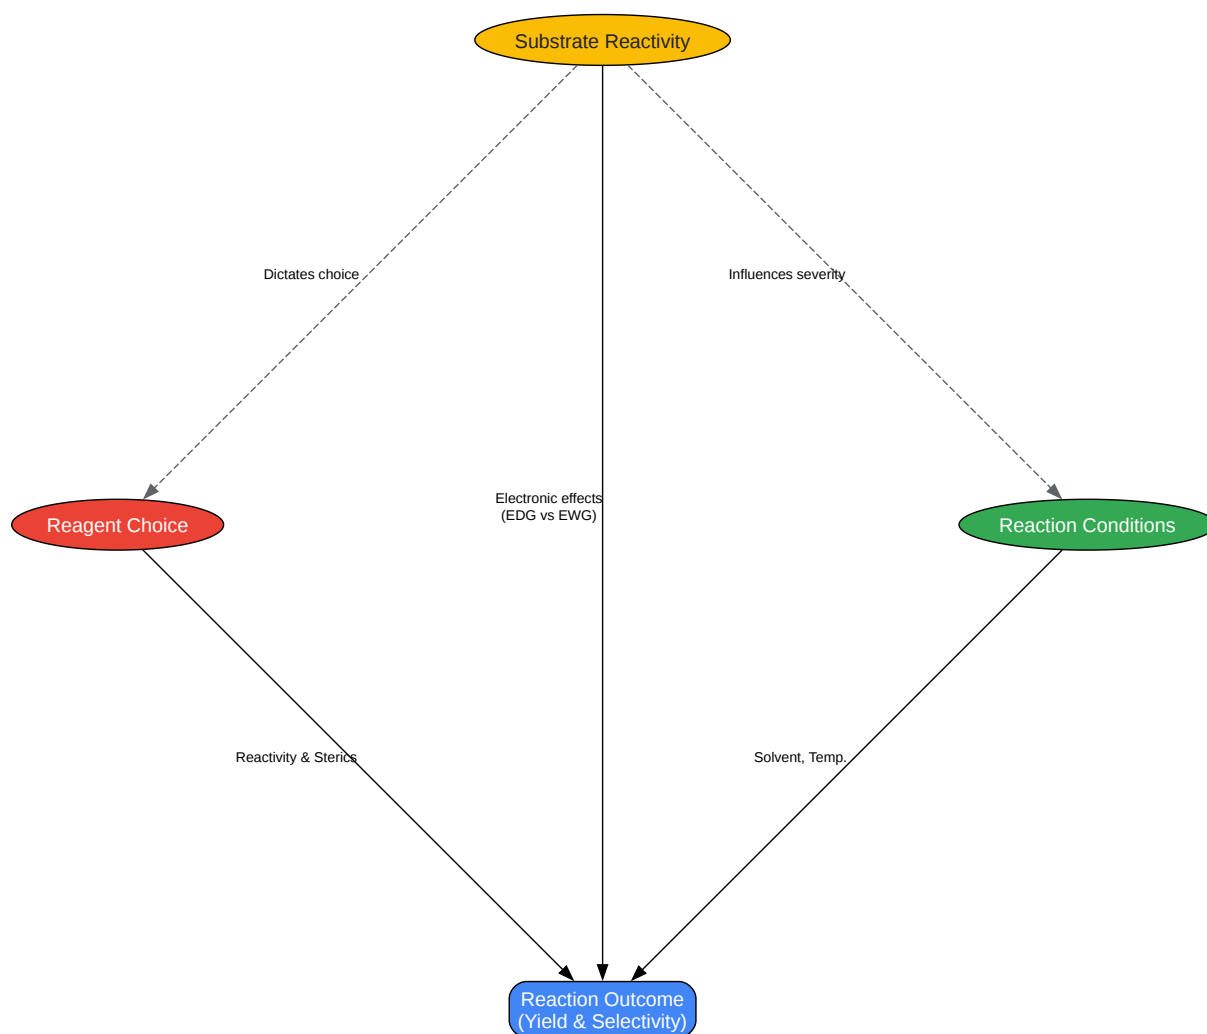 Substrate Reactivity
Dictates choice
Influences severity
Electronic effects
(EDG vs EWG)
Reagent Choice
Reaction Conditions
Reactivity & Sterics
Solvent, Temp.
Reaction Outcome
(Yield & Selectivity)